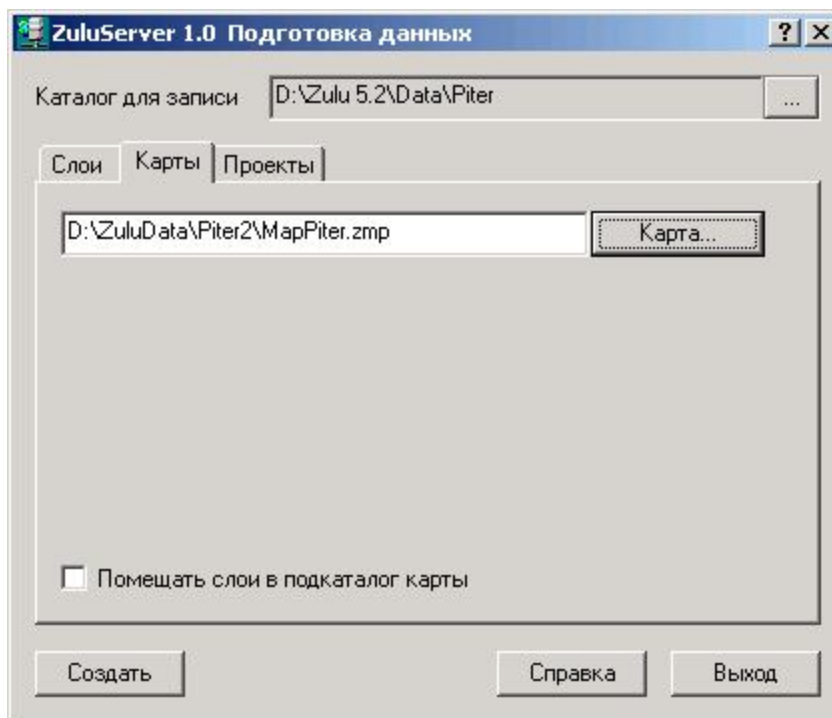 ZuluServer 1.0 Подготовка данных
Каталог для записи D:\Zulu 5.2\Data\Piter ...
Слои Карты Проекты
D:\ZuluData\Piter2\MapPiter.zmp Карта...
Помещать слои в подкаталог карты
Создать Справка Выход